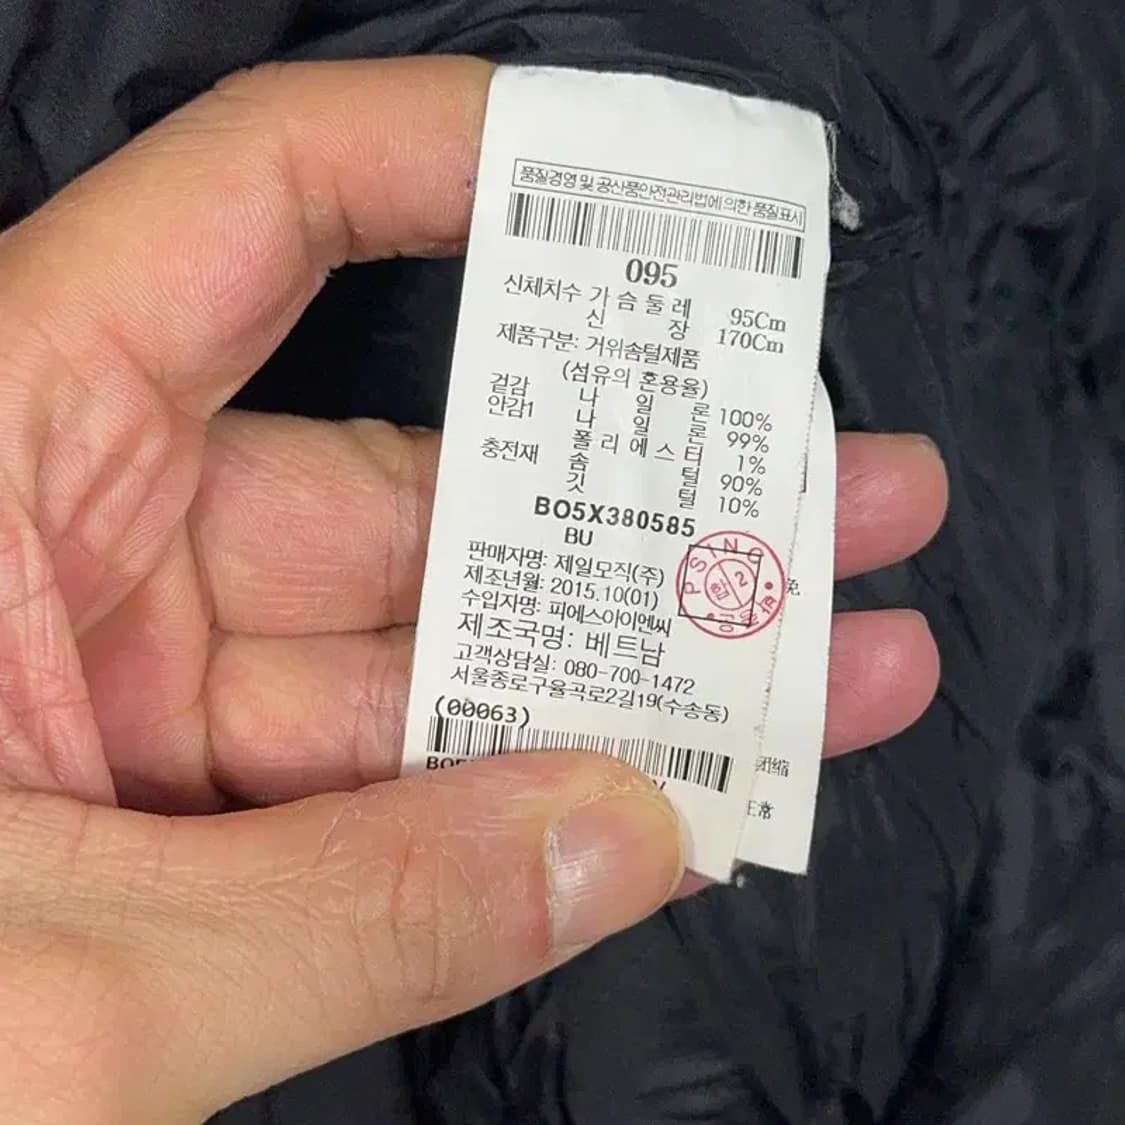 품질경영 및 공산품안전관리법에 의한 품질표시
095
신체치수 가 슴 둘 레 95Cm
신 장 170Cm
제품구분: 거위솜털제품
(섬유의 혼용율)
겉감 나 일 론 100%
안감1 나 일 론 99%
폴 리 에 스 터 1%
충전재 솜 털 90%
깃 털 10%
BO5X380585
BU
판매자명: 제일모직(주)
제조년월: 2015.10(01)
수입자명: 피에스아이엔씨
제조국명: 베트남
고객상담실: 080-700-1472
서울종로구율곡로2길19(수송동)
(00063)
PSINC
합 2
免
缩
正常